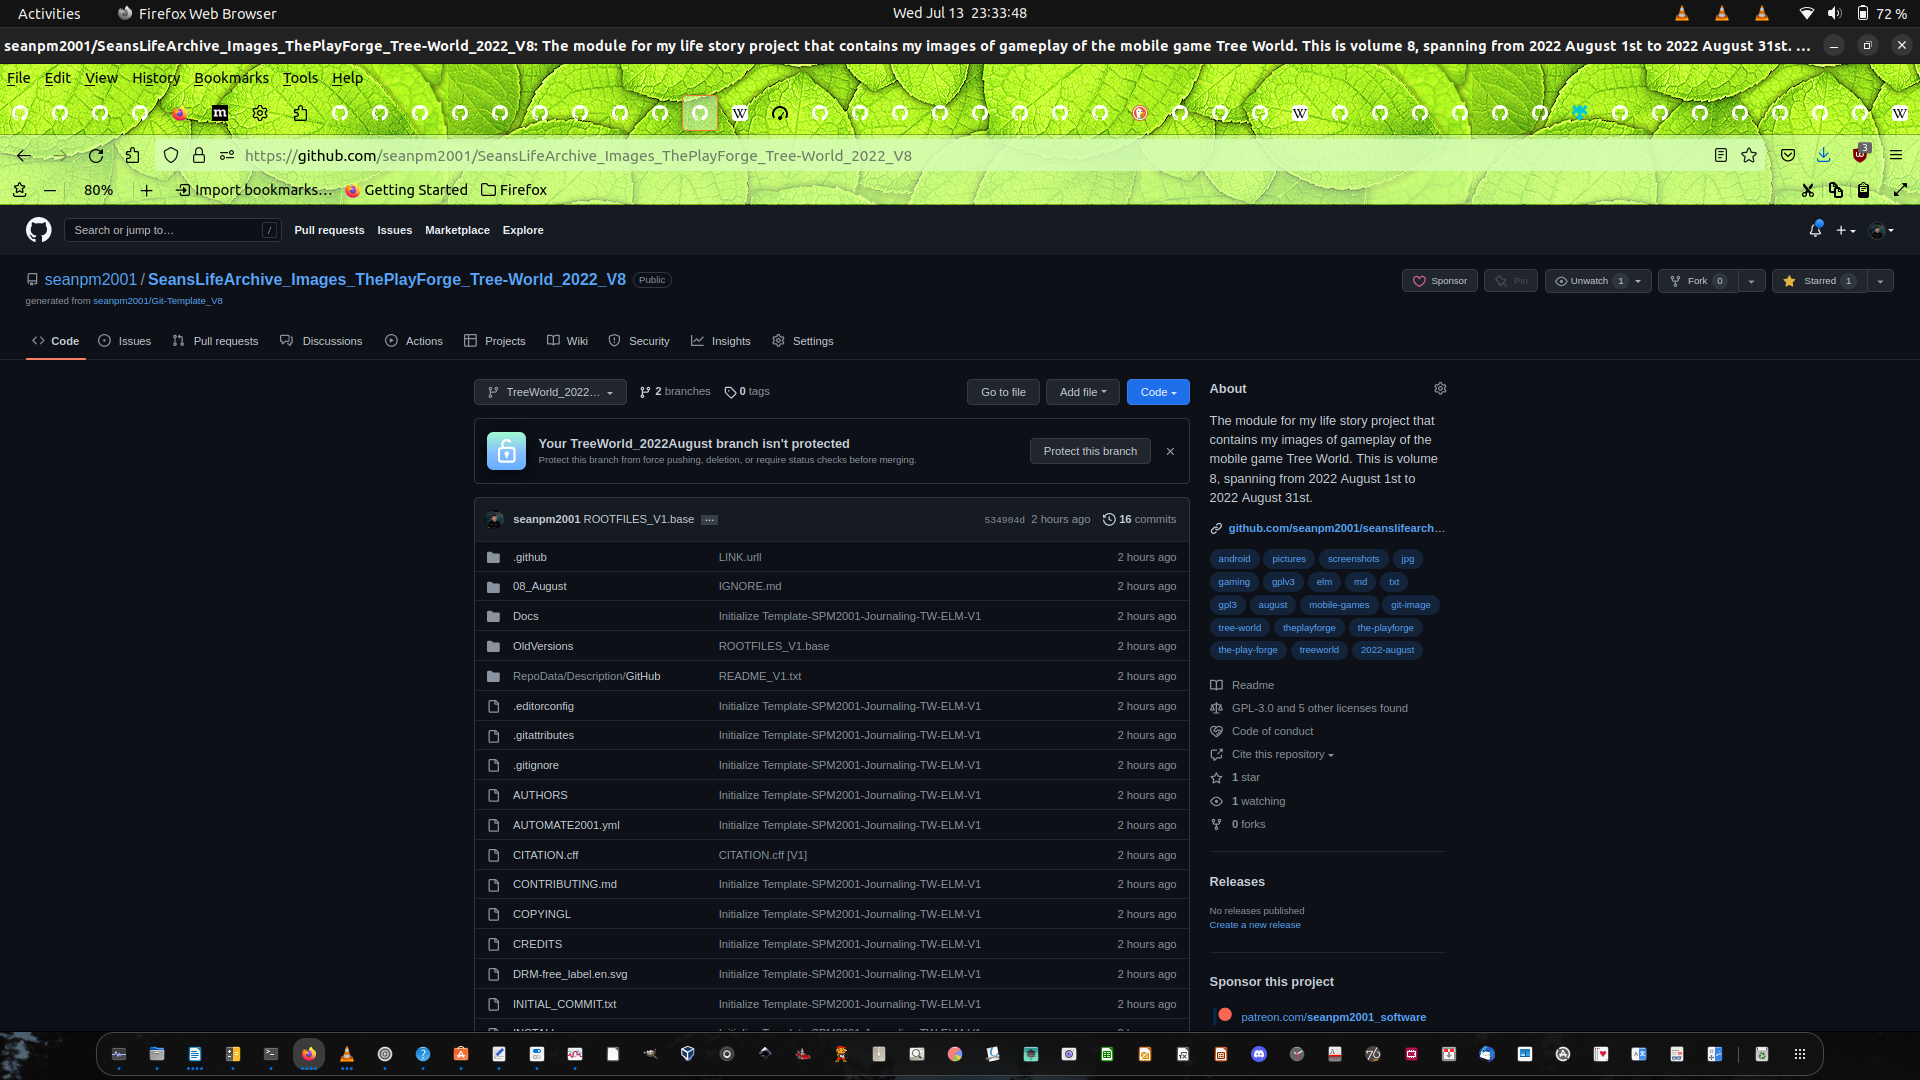 Activities
Firefox Web Browser
Wed Jul 13 23:33:48
72 %
seanpm2001/SeansLifeArchive_Images_ThePlayForge_Tree-World_2022_V8: The module for my life story project that contains my images of gameplay of the mobile game Tree World. This is volume 8, spanning from 2022 August 1st to 2022 August 31st. ...
File Edit View History Bookmarks Tools Help
https://github.com/seanpm2001/SeansLifeArchive_Images_ThePlayForge_Tree-World_2022_V8
3
80%
Import bookmarks...
Getting Started
Firefox
Search or jump to...
/
Pull requests Issues Marketplace Explore
seanpm2001 / SeansLifeArchive_Images_ThePlayForge_Tree-World_2022_V8 Public
generated from seanpm2001/Git-Template_V8
Sponsor
Pin
Unwatch 1
Fork 0
Starred 1
Code Issues Pull requests Discussions Actions Projects Wiki Security Insights Settings
TreeWorld_2022...
2 branches
0 tags
Go to file
Add file
Code
Your TreeWorld_2022August branch isn't protected
Protect this branch from force pushing, deletion, or require status checks before merging.
Protect this branch
seanpm2001 ROOTFILES_V1.base ...
534904d 2 hours ago 16 commits
.github LINK.urll 2 hours ago
08_August IGNORE.md 2 hours ago
Docs Initialize Template-SPM2001-Journaling-TW-ELM-V1 2 hours ago
OldVersions ROOTFILES_V1.base 2 hours ago
RepoData/Description/GitHub README_V1.txt 2 hours ago
.editorconfig Initialize Template-SPM2001-Journaling-TW-ELM-V1 2 hours ago
.gitattributes Initialize Template-SPM2001-Journaling-TW-ELM-V1 2 hours ago
.gitignore Initialize Template-SPM2001-Journaling-TW-ELM-V1 2 hours ago
AUTHORS Initialize Template-SPM2001-Journaling-TW-ELM-V1 2 hours ago
AUTOMATE2001.yml Initialize Template-SPM2001-Journaling-TW-ELM-V1 2 hours ago
CITATION.cff CITATION.cff [V1] 2 hours ago
CONTRIBUTING.md Initialize Template-SPM2001-Journaling-TW-ELM-V1 2 hours ago
COPYINGL Initialize Template-SPM2001-Journaling-TW-ELM-V1 2 hours ago
CREDITS Initialize Template-SPM2001-Journaling-TW-ELM-V1 2 hours ago
DRM-free_label.en.svg Initialize Template-SPM2001-Journaling-TW-ELM-V1 2 hours ago
INITIAL_COMMIT.txt Initialize Template-SPM2001-Journaling-TW-ELM-V1 2 hours ago
About
The module for my life story project that
contains my images of gameplay of the
mobile game Tree World. This is volume
8, spanning from 2022 August 1st to
2022 August 31st.
github.com/seanpm2001/seanslifearch...
android pictures screenshots jpg
gaming gplv3 elm md txt
gpl3 august mobile-games git-image
tree-world theplayforge the-playforge
the-play-forge treeworld 2022-august
Readme
GPL-3.0 and 5 other licenses found
Code of conduct
Cite this repository
1 star
1 watching
0 forks
Releases
No releases published
Create a new release
Sponsor this project
patreon.com/seanpm2001_software